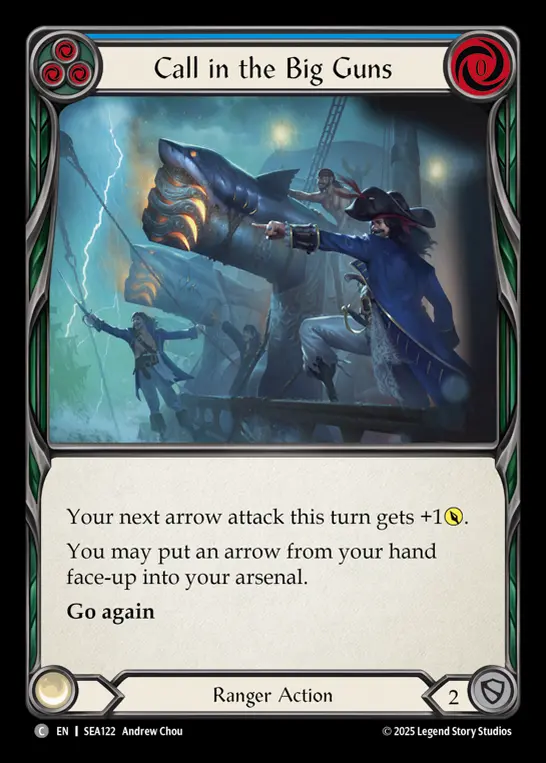 Call in the Big Guns
0
Your next arrow attack this turn gets +1.
You may put an arrow from your hand
face-up into your arsenal.
Go again
Ranger Action
2
C EN SEA122 Andrew Chou
© 2025 Legend Story Studios